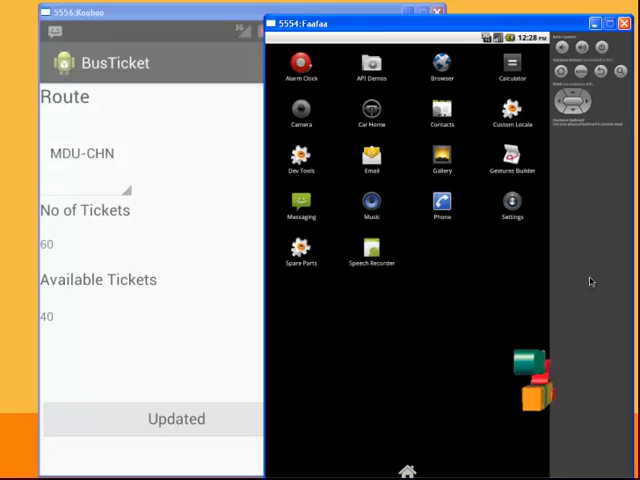 5556:Koohoo
3G
BusTicket
Route
MDU-CHN
No of Tickets
60
Available Tickets
40
Updated
5554:Faafaa
12:28 PM
Alarm Clock
API Demos
Browser
Calculator
Camera
Car Home
Contacts
Custom Locale
Dev Tools
Email
Gallery
Gestures Builder
Messaging
Music
Phone
Settings
Spare Parts
Speech Recorder